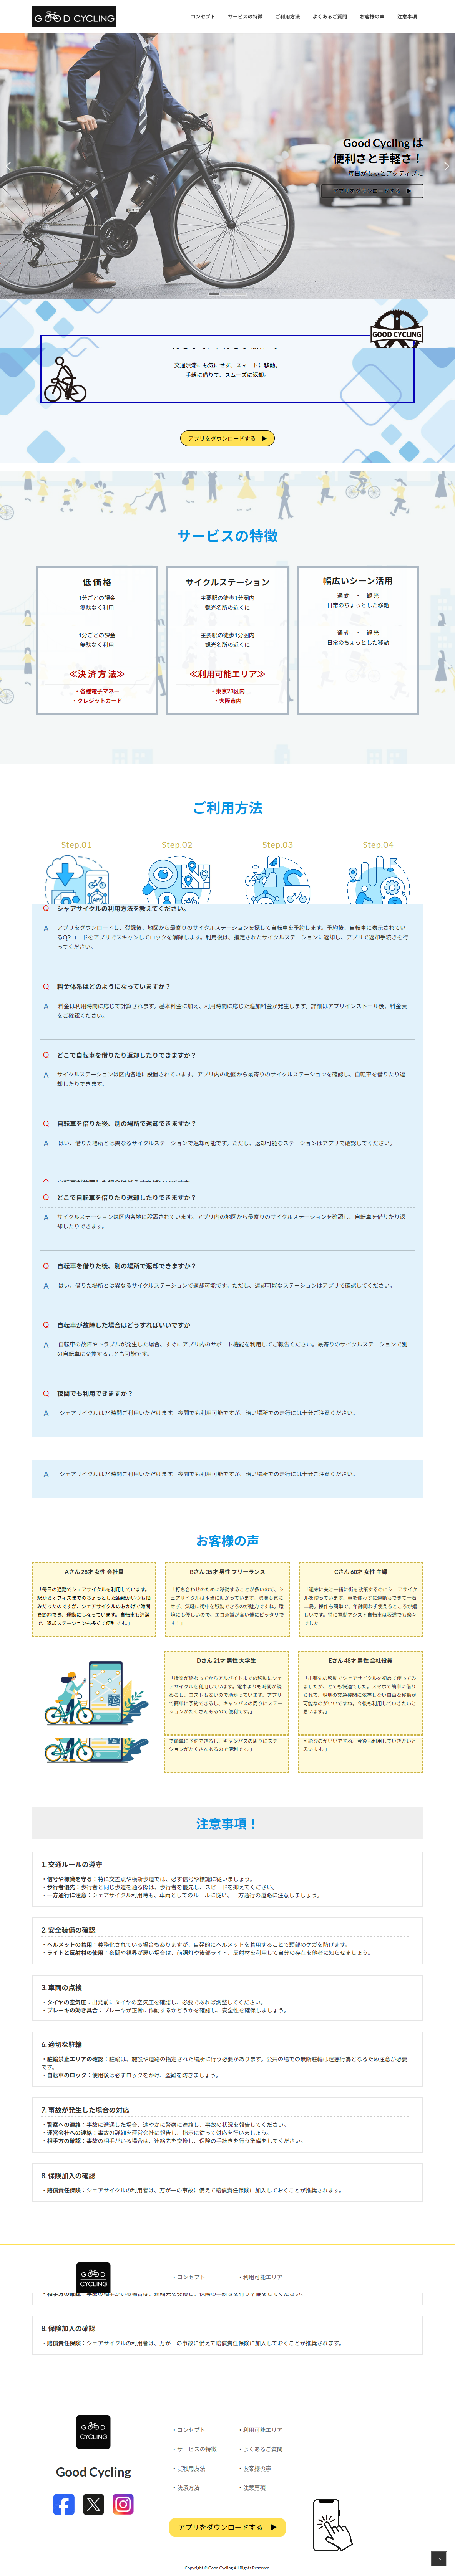 GOOD CYCLING
コンセプト サービスの特徴 ご利用方法 よくあるご質問 お客様の声 注意事項
Good Cycling は
便利さと手軽さ！
毎日がもっとアクティブに
▶
GOOD CYCLING
交通渋滞にも気にせず、スマートに移動。
手軽に借りて、スムーズに返却。
アプリをダウンロードする ▶
サービスの特徴
低 価 格
1分ごとの課金
無駄なく利用
1分ごとの課金
無駄なく利用
≪決 済 方 法≫
・各種電子マネー
・クレジットカード
サイクルステーション
主要駅の徒歩1分圏内
観光名所の近くに
主要駅の徒歩1分圏内
観光名所の近くに
≪利用可能エリア≫
・東京23区内
・大阪市内
幅広いシーン活用
通 勤 ・ 観 光
日常のちょっとした移動
通 勤 ・ 観 光
日常のちょっとした移動
ご利用方法
Step.01 Step.02 Step.03 Step.04
Q シャアサイクルの利用方法を教えてください。
A アプリをダウンロードし、登録後、地図から最寄りのサイクルステーションを探して自転車を予約します。予約後、自転車に表示されてい
るQRコードをアプリでスキャンしてロックを解除します。利用後は、指定されたサイクルステーションに返却し、アプリで返却手続きを行
ってください。
Q 料金体系はどのようになっていますか？
A 料金は利用時間に応じて計算されます。基本料金に加え、利用時間に応じた追加料金が発生します。詳細はアプリインストール後、料金表
をご確認ください。
Q どこで自転車を借りたり返却したりできますか？
A サイクルステーションは区内各地に設置されています。アプリ内の地図から最寄りのサイクルステーションを確認し、自転車を借りたり返
却したりできます。
Q 自転車を借りた後、別の場所で返却できますか？
A はい、借りた場所とは異なるサイクルステーションで返却可能です。ただし、返却可能なステーションはアプリで確認してください。
Q どこで自転車を借りたり返却したりできますか？
A サイクルステーションは区内各地に設置されています。アプリ内の地図から最寄りのサイクルステーションを確認し、自転車を借りたり返
却したりできます。
Q 自転車を借りた後、別の場所で返却できますか？
A はい、借りた場所とは異なるサイクルステーションで返却可能です。ただし、返却可能なステーションはアプリで確認してください。
Q 自転車が故障した場合はどうすればいいですか
A 自転車の故障やトラブルが発生した場合、すぐにアプリ内のサポート機能を利用してご報告ください。最寄りのサイクルステーションで別
の自転車に交換することも可能です。
Q 夜間でも利用できますか？
A シェアサイクルは24時間ご利用いただけます。夜間でも利用可能ですが、暗い場所での走行には十分ご注意ください。
A シェアサイクルは24時間ご利用いただけます。夜間でも利用可能ですが、暗い場所での走行には十分ご注意ください。
お客様の声
Aさん 28才 女性 会社員
「毎日の通勤でシェアサイクルを利用しています。
駅からオフィスまでのちょっとした距離がいつも悩
みだったのですが、シェアサイクルのおかげで時間
を節約でき、運動にもなっています。自転車も清潔
で、返却ステーションも多くて便利です。」
Bさん 35才 男性 フリーランス
「打ち合わせのために移動することが多いので、シ
ェアサイクルは本当に助かっています。渋滞も気に
せず、気軽に街中を移動できるのが魅力ですね。環
境にも優しいので、エコ意識が高い僕にピッタリで
す！」
Cさん 60才 女性 主婦
「週末に夫と一緒に街を散策するのにシェアサイク
ルを使っています。車を使わずに運動もできて一石
二鳥。操作も簡単で、年齢問わず使えるところが嬉
しいです。特に電動アシスト自転車は坂道でも楽々
でした。
Dさん 21才 男性 大学生
「授業が終わってからアルバイトまでの移動にシェ
アサイクルを利用しています。電車よりも時間が読
めるし、コストも安いので助かっています。アプリ
で簡単に予約できるし、キャンパスの周りにステー
ションがたくさんあるので便利です。」
で簡単に予約できるし、キャンパスの周りにステー
ションがたくさんあるので便利です。」
Eさん 48才 男性 会社役員
「出張先の移動でシェアサイクルを初めて使ってみ
ましたが、とても快適でした。スマホで簡単に借り
られて、現地の交通機関に依存しない自由な移動が
可能なのがいいですね。今後も利用していきたいと
思います。」
可能なのがいいですね。今後も利用していきたいと
思います。」
注意事項！
1. 交通ルールの遵守
・信号や標識を守る：特に交差点や横断歩道では、必ず信号や標識に従いましょう。
・歩行者優先：歩行者と同じ歩道を通る際は、歩行者を優先し、スピードを抑えてください。
・一方通行に注意：シェアサイクル利用時も、車両としてのルールに従い、一方通行の道路に注意しましょう。
2. 安全装備の確認
・ヘルメットの着用：義務化されている場合もありますが、自発的にヘルメットを着用することで頭部のケガを防げます。
・ライトと反射材の使用：夜間や視界が悪い場合は、前照灯や後部ライト、反射材を利用して自分の存在を他者に知らせましょう。
3. 車両の点検
・タイヤの空気圧：出発前にタイヤの空気圧を確認し、必要であれば調整してください。
・ブレーキの効き具合：ブレーキが正常に作動するかどうかを確認し、安全性を確保しましょう。
6. 適切な駐輪
・駐輪禁止エリアの確認：駐輪は、施設や道路の指定された場所に行う必要があります。公共の場での無断駐輪は迷惑行為となるため注意が必要
です。
・自転車のロック：使用後は必ずロックをかけ、盗難を防ぎましょう。
7. 事故が発生した場合の対応
・警察への連絡：事故に遭遇した場合、速やかに警察に連絡し、事故の状況を報告してください。
・運営会社への連絡：事故の詳細を運営会社に報告し、指示に従って対応を行いましょう。
・相手方の確認：事故の相手がいる場合は、連絡先を交換し、保険の手続きを行う準備をしてください。
8. 保険加入の確認
・賠償責任保険：シェアサイクルの利用者は、万が一の事故に備えて賠償責任保険に加入しておくことが推奨されます。
GOOD
CYCLING
・コンセプト ・利用可能エリア
8. 保険加入の確認
・賠償責任保険：シェアサイクルの利用者は、万が一の事故に備えて賠償責任保険に加入しておくことが推奨されます。
GOOD
CYCLING
Good Cycling
・コンセプト ・利用可能エリア
・サービスの特徴 ・よくあるご質問
・ご利用方法 ・お客様の声
・決済方法 ・注意事項
アプリをダウンロードする ▶
Copyright © Good Cycling All Rights Reserved.